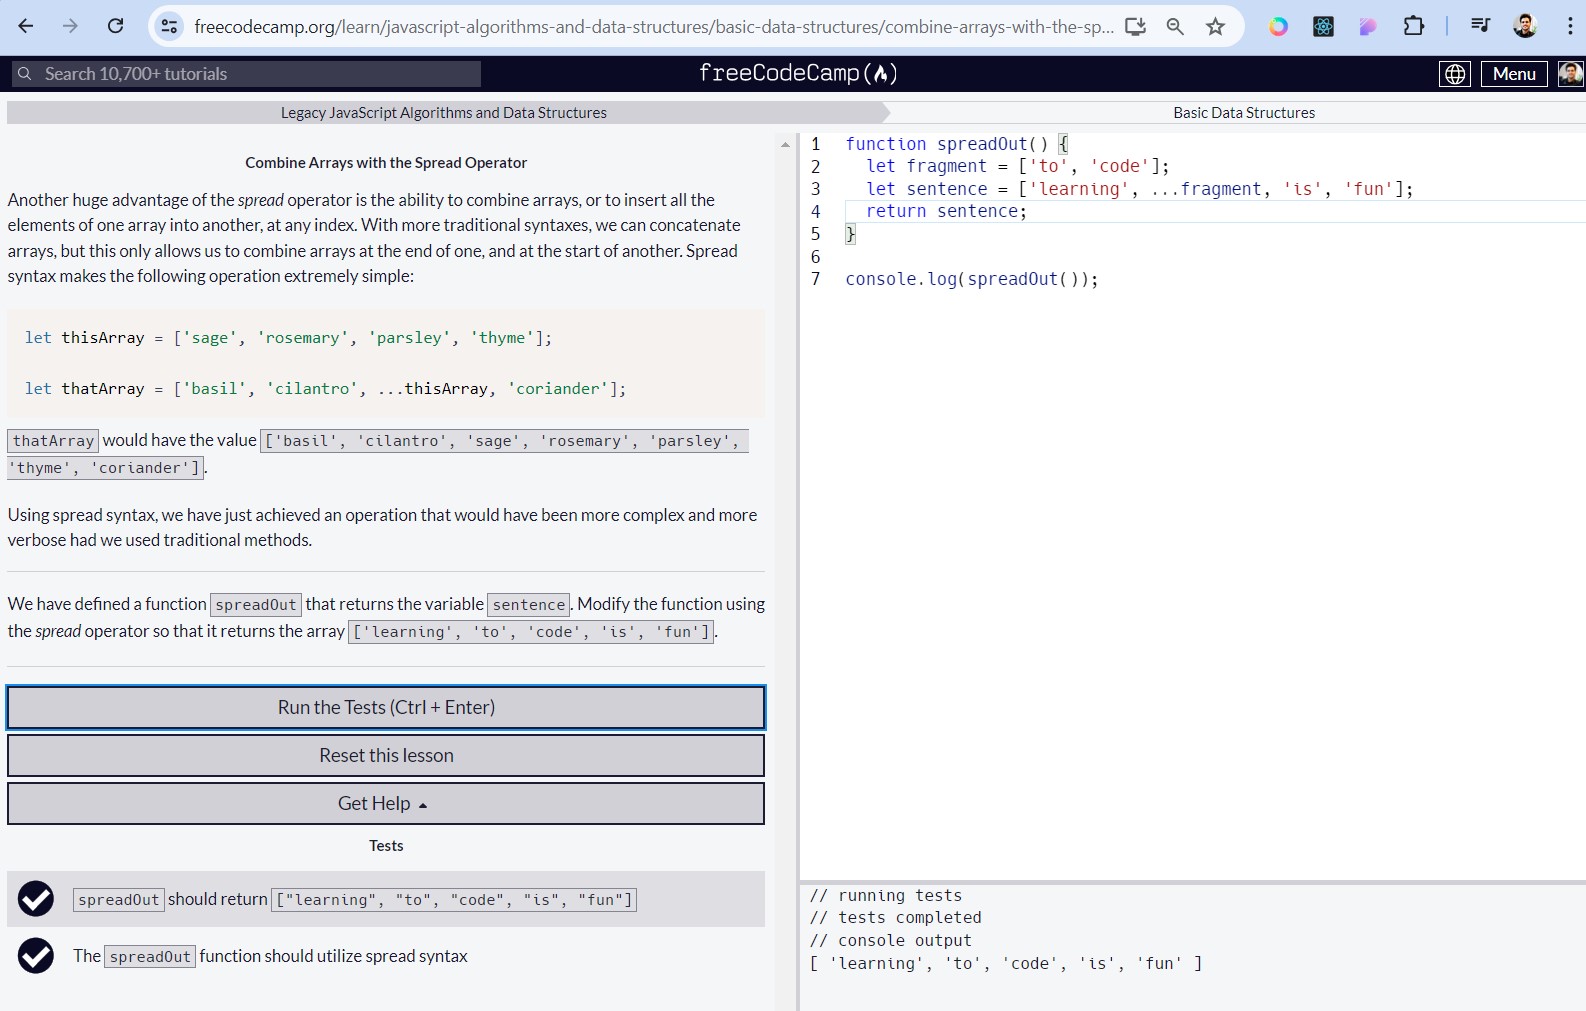 freecodecamp.org/learn/javascript-algorithms-and-data-structures/basic-data-structures/combine-arrays-with-the-sp...
Search 10,700+ tutorials
freeCodeCamp(🔥)
Menu
Legacy JavaScript Algorithms and Data Structures
Basic Data Structures
Combine Arrays with the Spread Operator
Another huge advantage of the spread operator is the ability to combine arrays, or to insert all the
elements of one array into another, at any index. With more traditional syntaxes, we can concatenate
arrays, but this only allows us to combine arrays at the end of one, and at the start of another. Spread
syntax makes the following operation extremely simple:
let thisArray = ['sage', 'rosemary', 'parsley', 'thyme'];
let thatArray = ['basil', 'cilantro', ...thisArray, 'coriander'];
thatArray would have the value ['basil', 'cilantro', 'sage', 'rosemary', 'parsley',
'thyme', 'coriander'].
Using spread syntax, we have just achieved an operation that would have been more complex and more
verbose had we used traditional methods.
We have defined a function spreadOut that returns the variable sentence. Modify the function using
the spread operator so that it returns the array ['learning', 'to', 'code', 'is', 'fun'].
Run the Tests (Ctrl + Enter)
Reset this lesson
Get Help
Tests
spreadOut should return ["learning", "to", "code", "is", "fun"]
The spreadOut function should utilize spread syntax
1 function spreadOut() {
2 let fragment = ['to', 'code'];
3 let sentence = ['learning', ...fragment, 'is', 'fun'];
4 return sentence;
5 }
6
7 console.log(spreadOut());
// running tests
// tests completed
// console output
[ 'learning', 'to', 'code', 'is', 'fun' ]